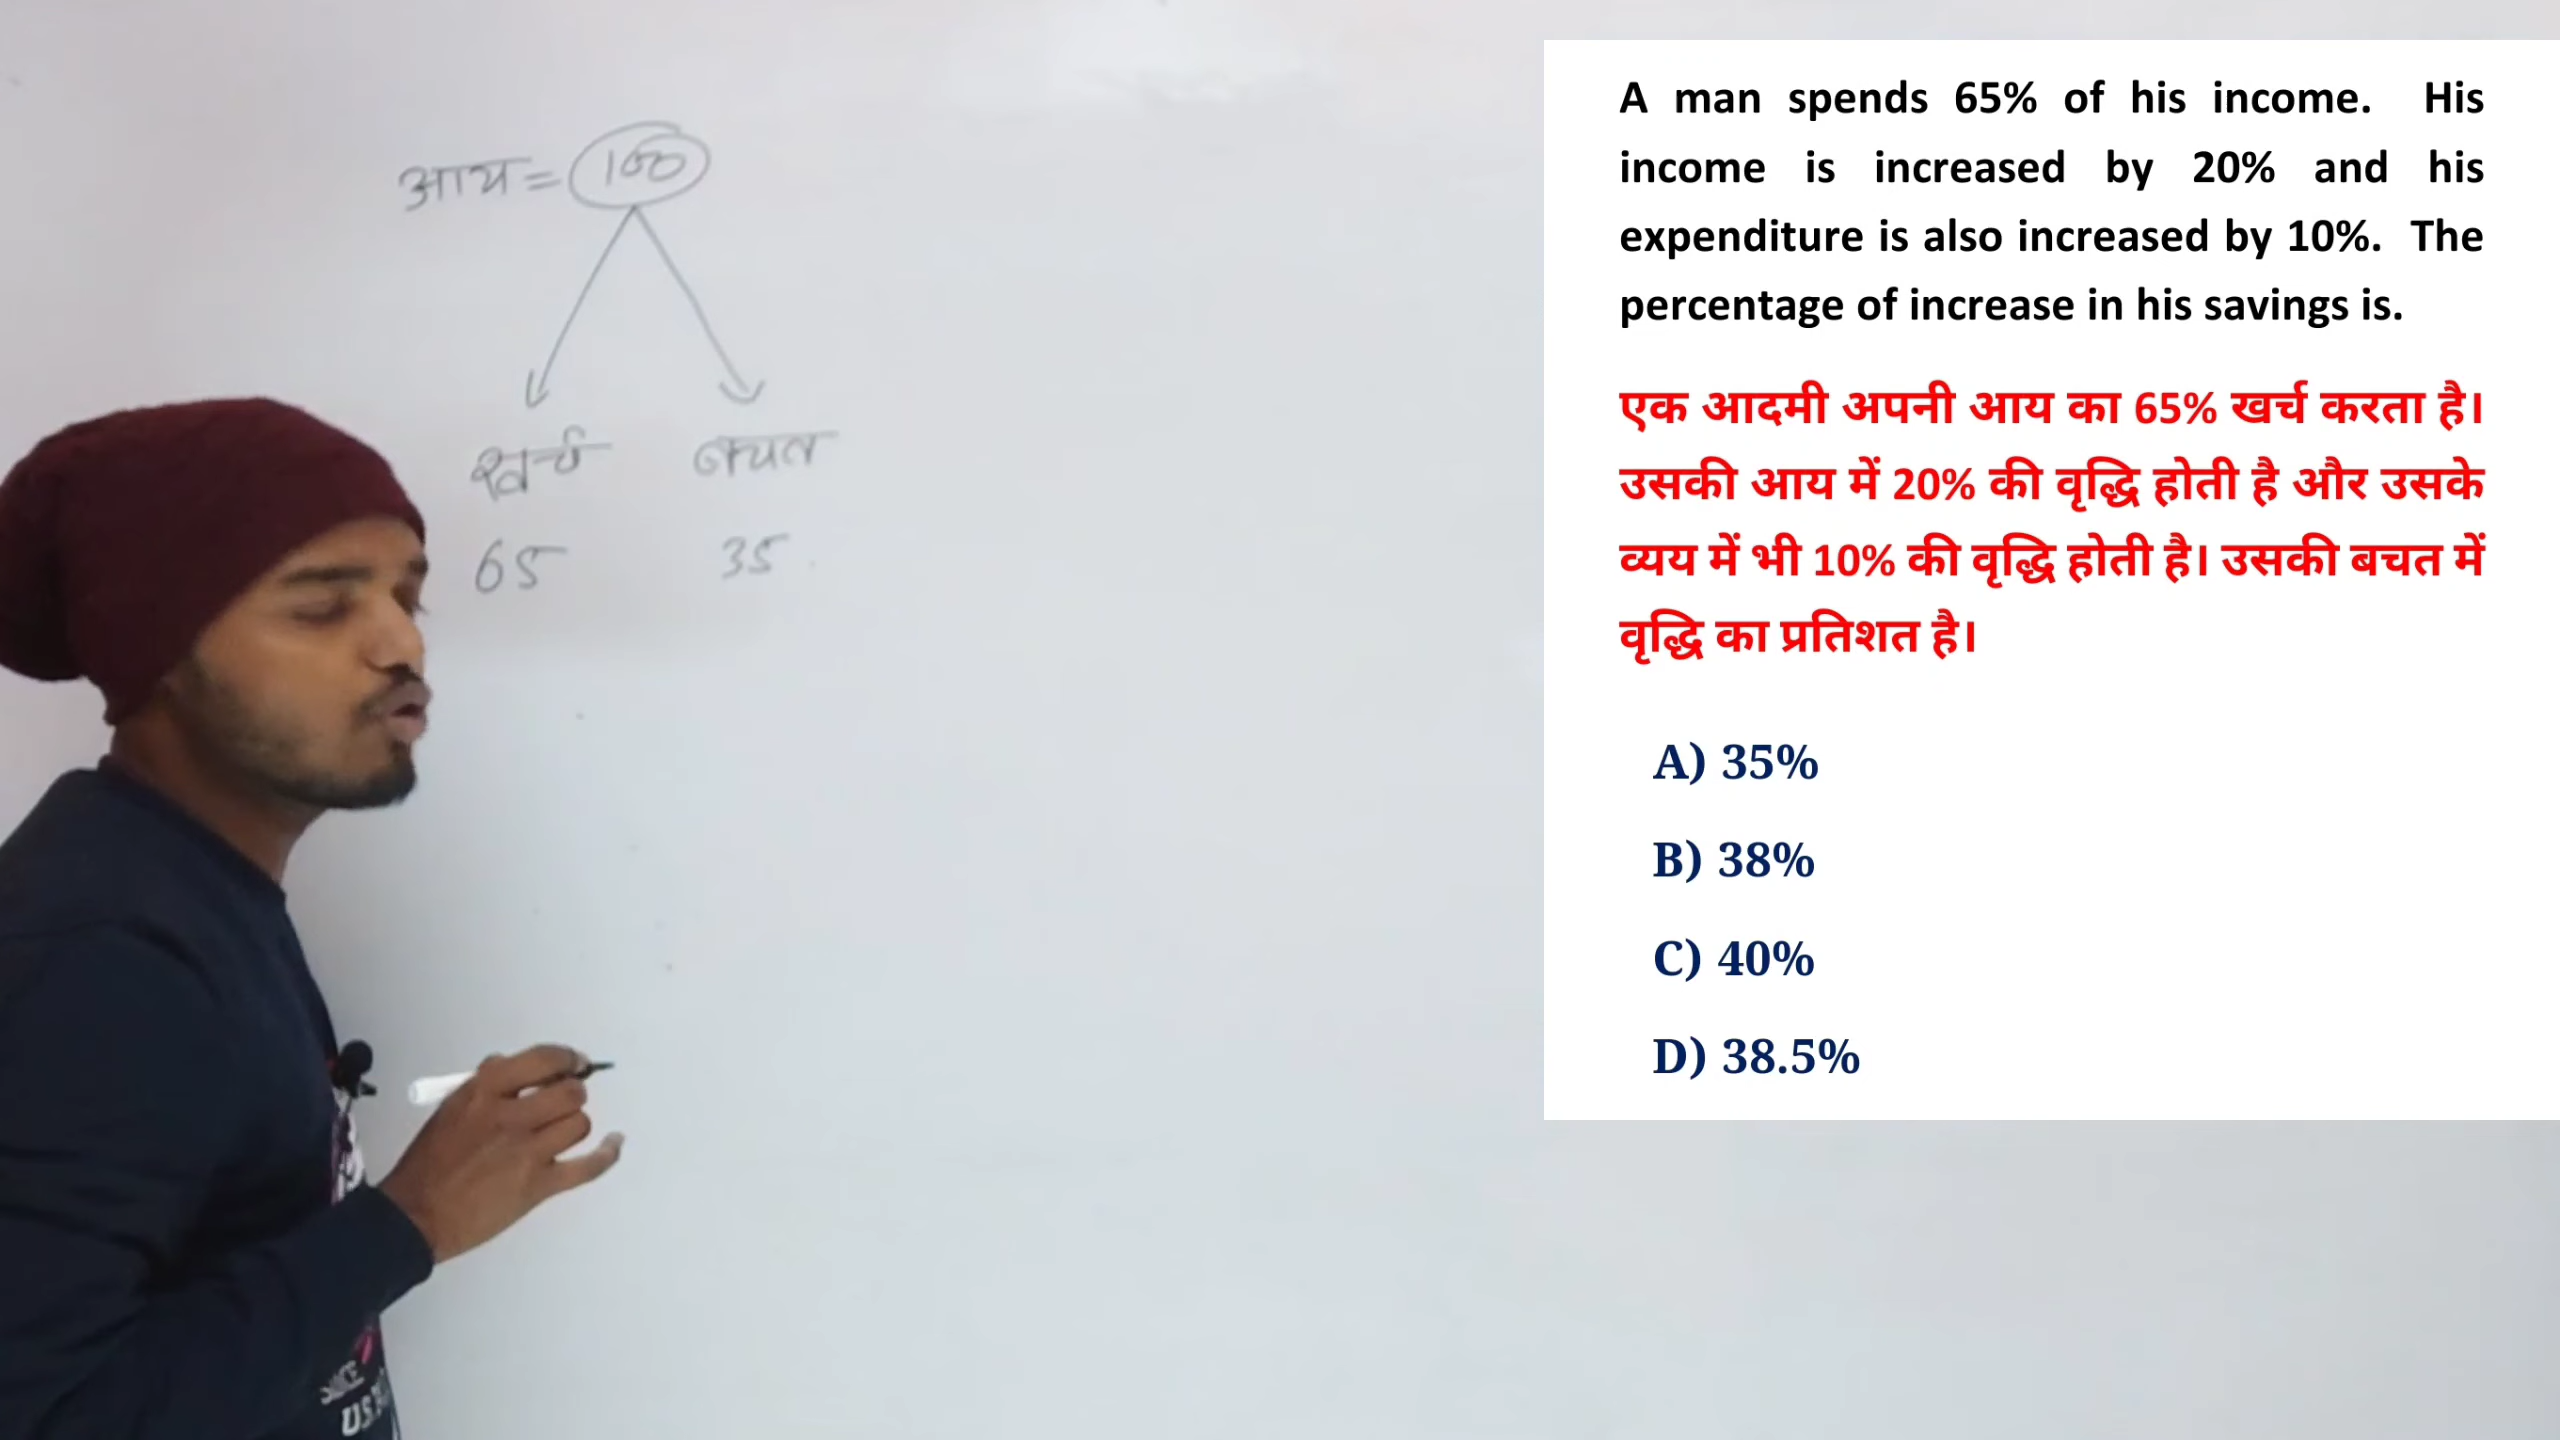 आय = 100
खर्च बचत
65 35
A man spends 65% of his income. His
income is increased by 20% and his
expenditure is also increased by 10%. The
percentage of increase in his savings is.
एक आदमी अपनी आय का 65% खर्च करता है।
उसकी आय में 20% की वृद्धि होती है और उसके
व्यय में भी 10% की वृद्धि होती है। उसकी बचत में
वृद्धि का प्रतिशत है।
A) 35%
B) 38%
C) 40%
D) 38.5%